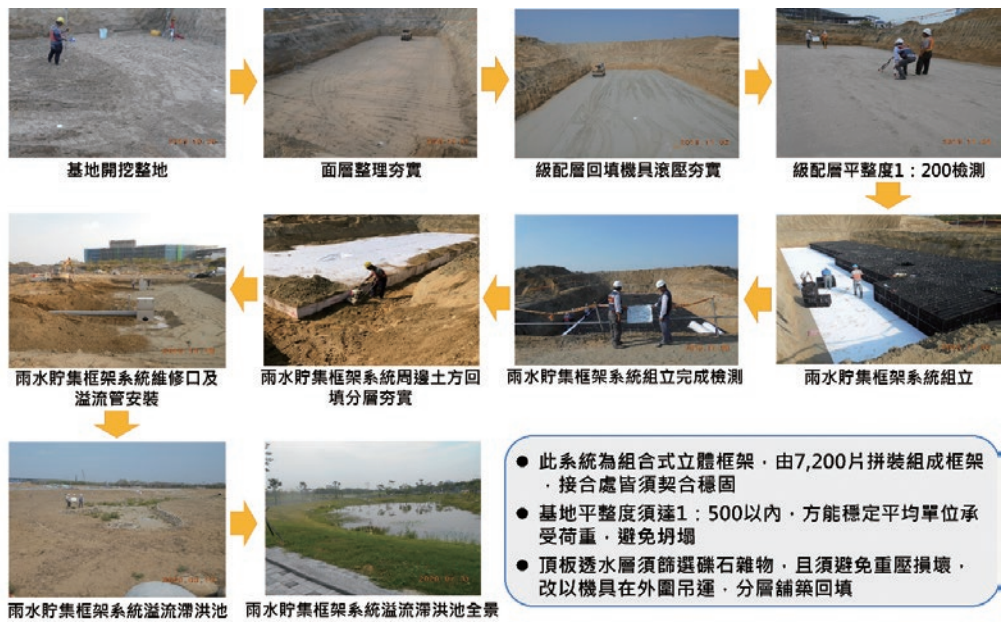 基地開挖整地
面層整理夯實
級配層回填機具滾壓夯實
級配層平整度1：200檢測
雨水貯集框架系統組立
雨水貯集框架系統組立完成檢測
雨水貯集框架系統周邊土方回
填分層夯實
雨水貯集框架系統維修口及
溢流管安裝
雨水貯集框架系統溢流滯洪池
雨水貯集框架系統溢流滯洪池全景
● 此系統為組合式立體框架，由7,200片拼裝組成框架
，接合處皆須契合穩固
● 基地平整度須達1：500以內，方能穩定平均單位承
受荷重，避免坍塌
● 頂板透水層須篩選礫石雜物，且須避免重壓損壞，
改以機具在外圍吊運，分層舖築回填